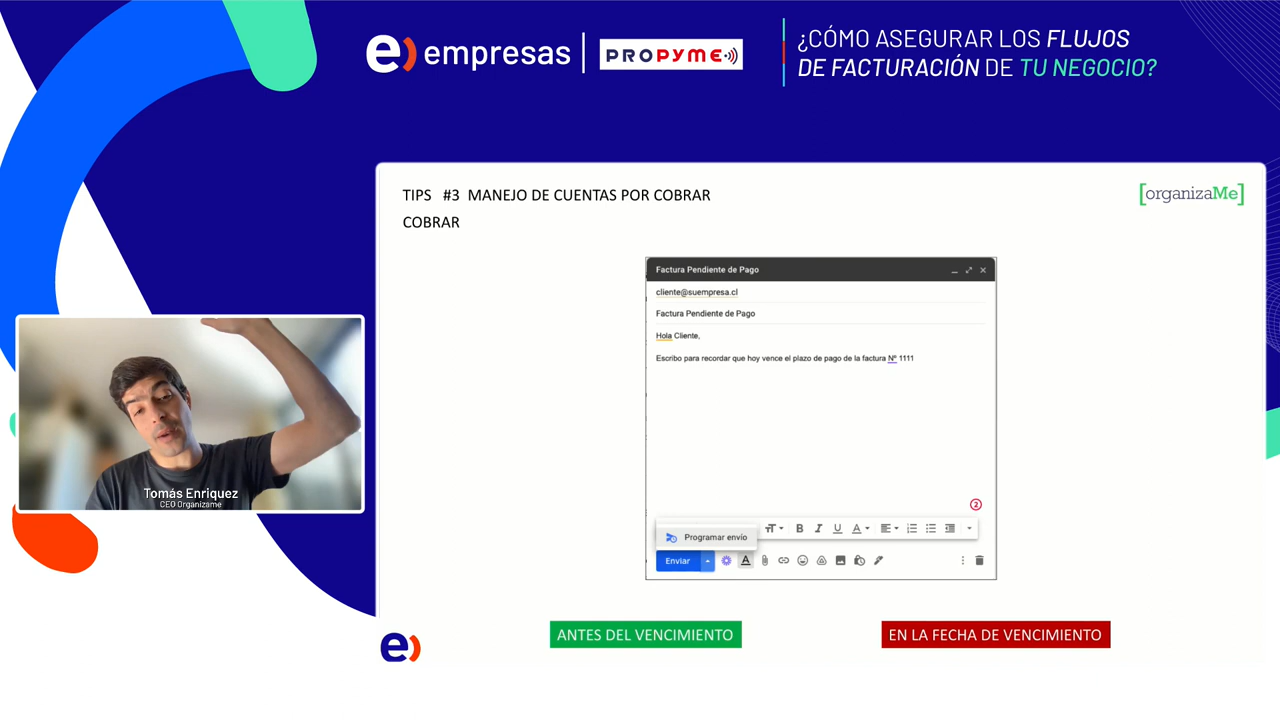 e) empresas
PROPYME
¿CÓMO ASEGURAR LOS FLUJOS
DE FACTURACIÓN DE TU NEGOCIO?
TIPS #3 MANEJO DE CUENTAS POR COBRAR
COBRAR
[organizaMe]
Factura Pendiente de Pago
cliente@suempresa.cl
Factura Pendiente de Pago
Hola Cliente,
Escribo para recordar que hoy vence el plazo de pago de la factura Nº 1111
2
Programar envío
Enviar
Tomás Enriquez
CEO Organizame
ANTES DEL VENCIMIENTO
EN LA FECHA DE VENCIMIENTO
e)